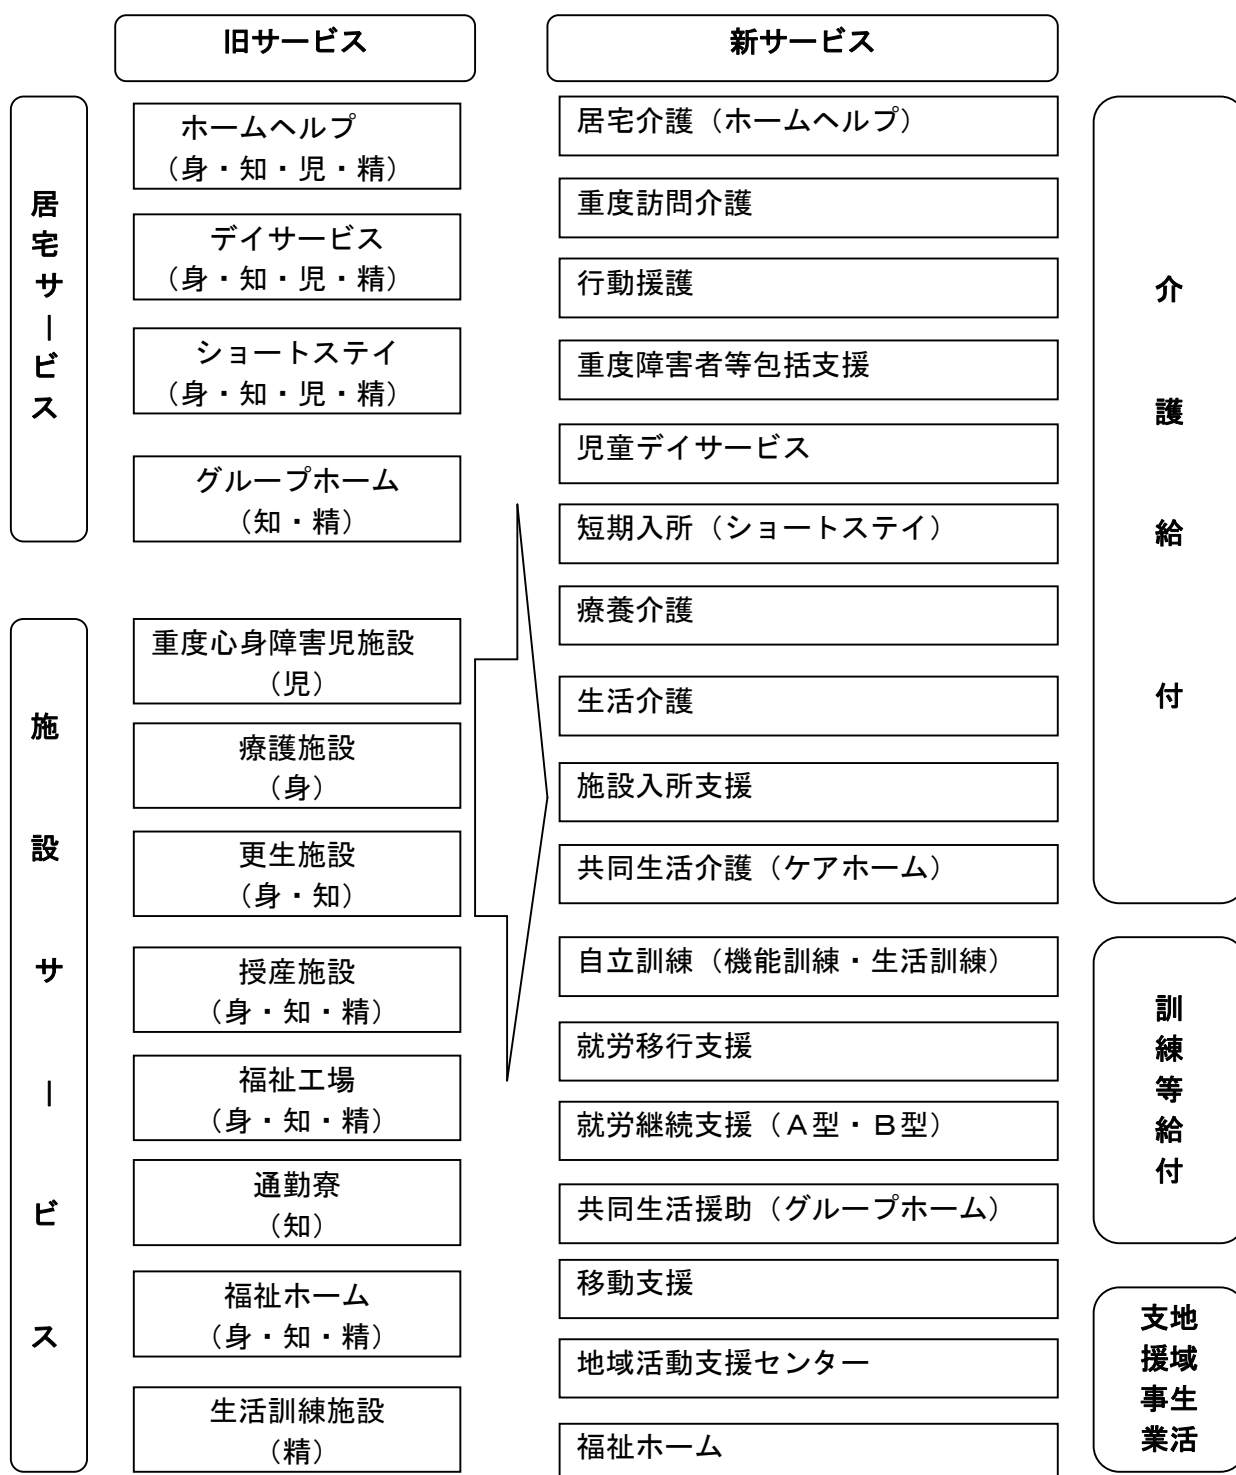 旧サービス
新サービス
居宅サービス
ホームヘルプ
（身・知・児・精）
デイサービス
（身・知・児・精）
ショートステイ
（身・知・児・精）
グループホーム
（知・精）
施設サービス
重度心身障害児施設
（児）
療護施設
（身）
更生施設
（身・知）
授産施設
（身・知・精）
福祉工場
（身・知・精）
通勤寮
（知）
福祉ホーム
（身・知・精）
生活訓練施設
（精）
居宅介護（ホームヘルプ）
重度訪問介護
行動援護
重度障害者等包括支援
児童デイサービス
短期入所（ショートステイ）
療養介護
生活介護
施設入所支援
共同生活介護（ケアホーム）
自立訓練（機能訓練・生活訓練）
就労移行支援
就労継続支援（Ａ型・Ｂ型）
共同生活援助（グループホーム）
移動支援
地域活動支援センター
福祉ホーム
介護給付
訓練等給付
地域生活
支援事業